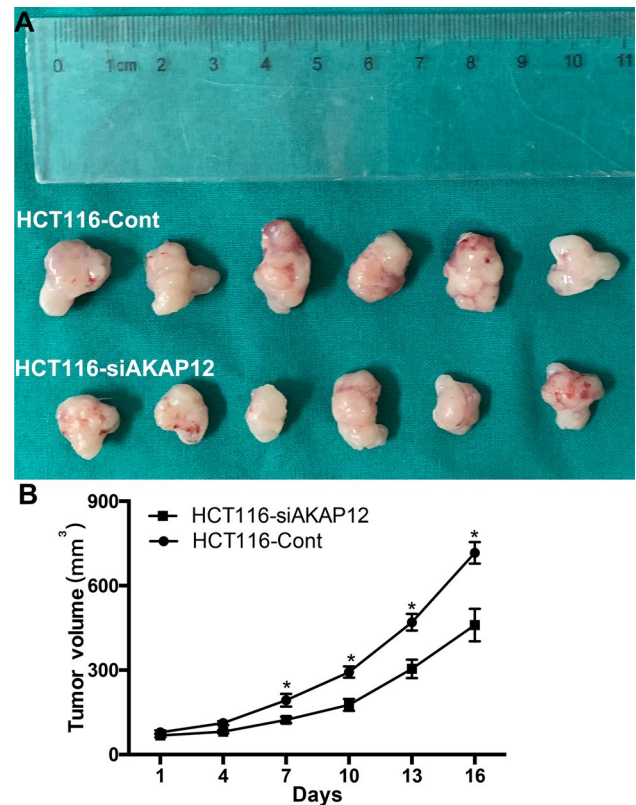 A
0 1cm 2 3 4 5 6 7 8 9 10 11
HCT116-Cont
HCT116-siAKAP12
B
900
600
300
0
Tumor volume (mm³)
HCT116-siAKAP12
HCT116-Cont
*
*
*
*
1 4 7 10 13 16
Days